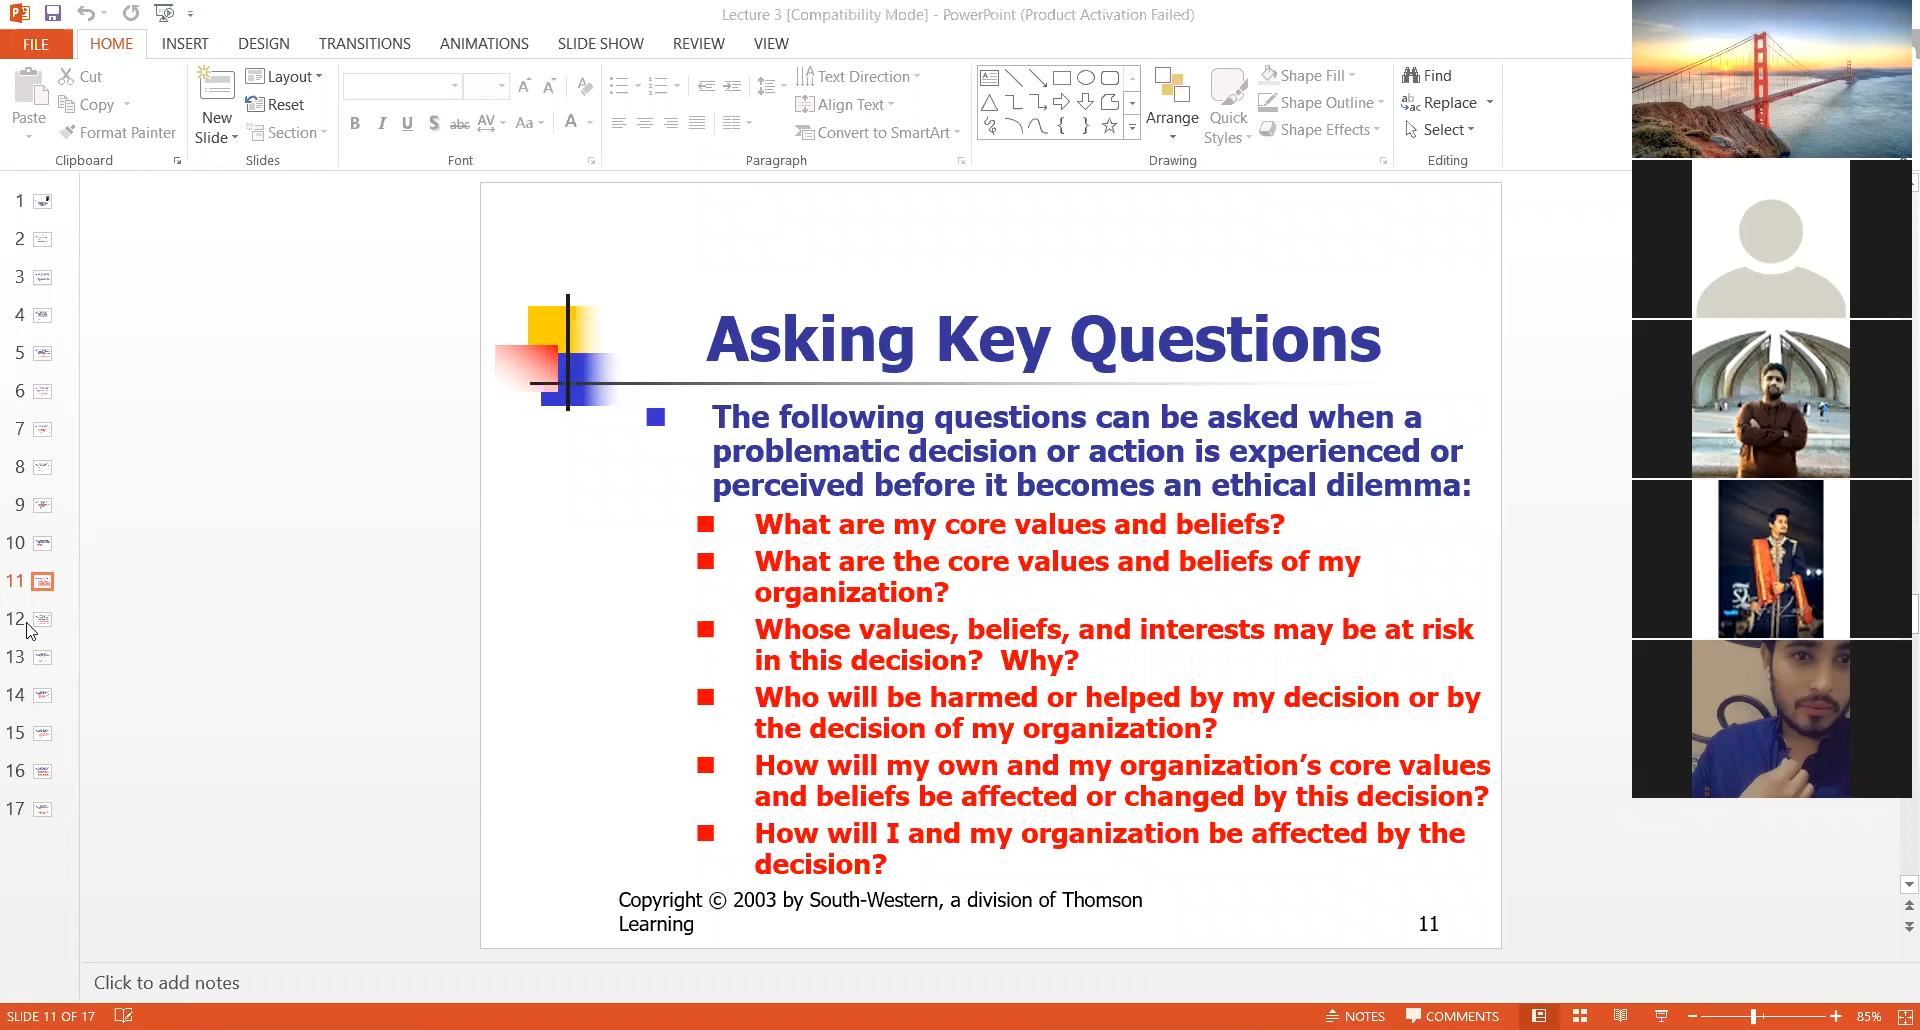 Lecture 3 [Compatibility Mode] - PowerPoint (Product Activation Failed)
FILE HOME INSERT DESIGN TRANSITIONS ANIMATIONS SLIDE SHOW REVIEW VIEW
Paste
Cut
Copy
Format Painter
Clipboard
New
Slide
Layout
Reset
Section
Slides
B I U S abc AV Aa A
Font
Text Direction
Align Text
Convert to SmartArt
Paragraph
Arrange
Quick
Styles
Shape Fill
Shape Outline
Shape Effects
Drawing
Find
Replace
Select
Editing
1
2
3
4
5
6
7
8
9
10
11
12
13
14
15
16
17
Asking Key Questions
The following questions can be asked when a
problematic decision or action is experienced or
perceived before it becomes an ethical dilemma:
What are my core values and beliefs?
What are the core values and beliefs of my
organization?
Whose values, beliefs, and interests may be at risk
in this decision? Why?
Who will be harmed or helped by my decision or by
the decision of my organization?
How will my own and my organization’s core values
and beliefs be affected or changed by this decision?
How will I and my organization be affected by the
decision?
Copyright © 2003 by South-Western, a division of Thomson
Learning
11
Click to add notes
SLIDE 11 OF 17
NOTES
COMMENTS
85%